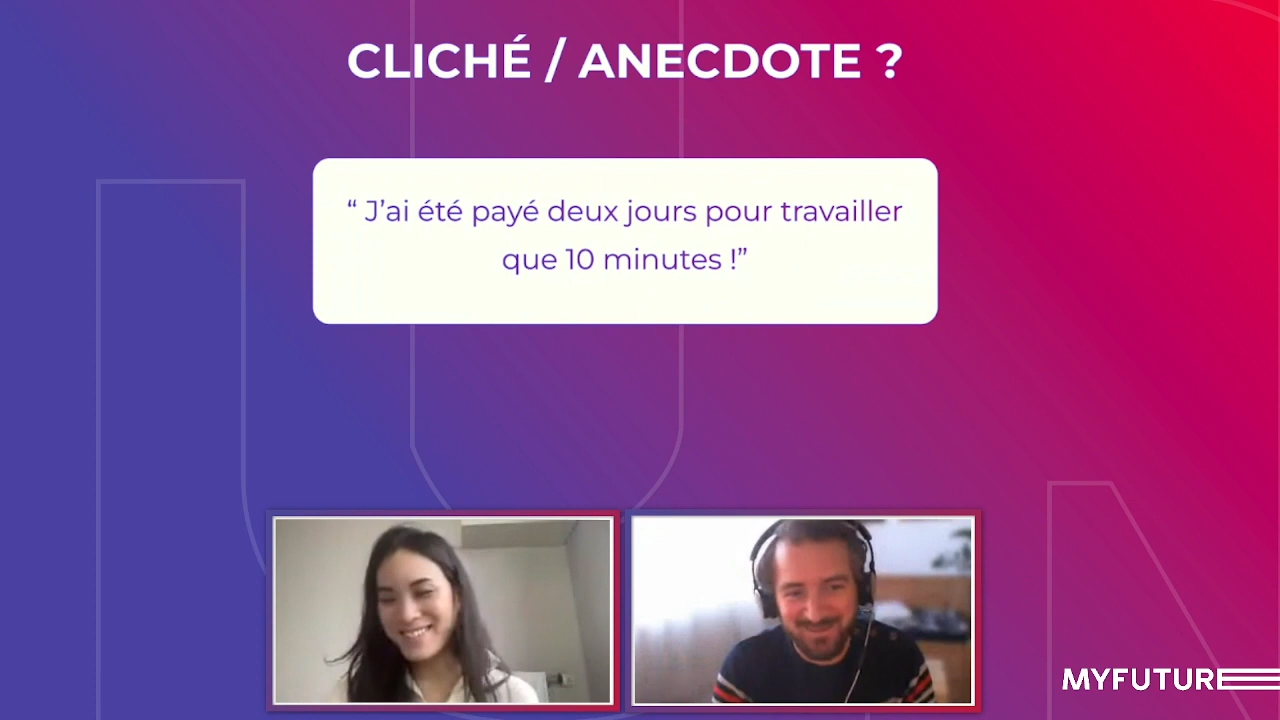 CLICHÉ / ANECDOTE ?
“ J’ai été payé deux jours pour travailler
que 10 minutes !”
MYFUTURE